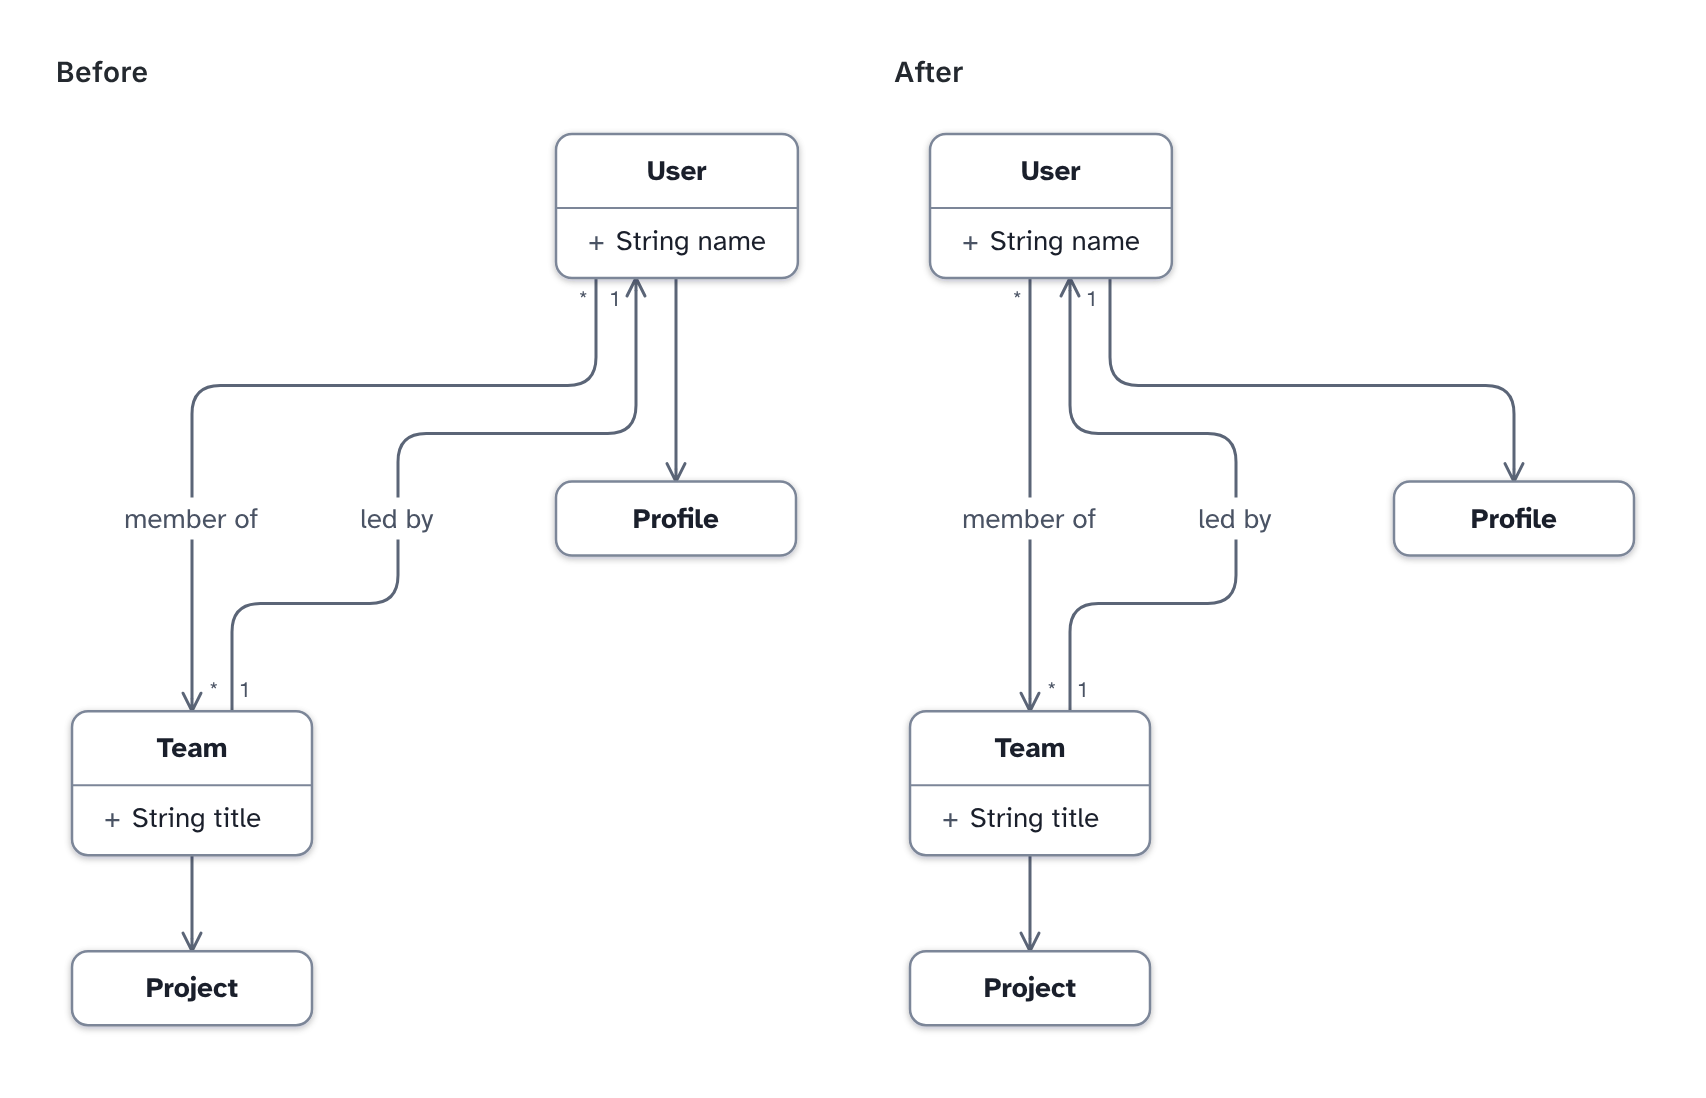 Before
User
+ String name
* 1
member of
led by
Profile
* 1
Team
+ String title
Project
After
User
+ String name
* 1
member of
led by
Profile
* 1
Team
+ String title
Project